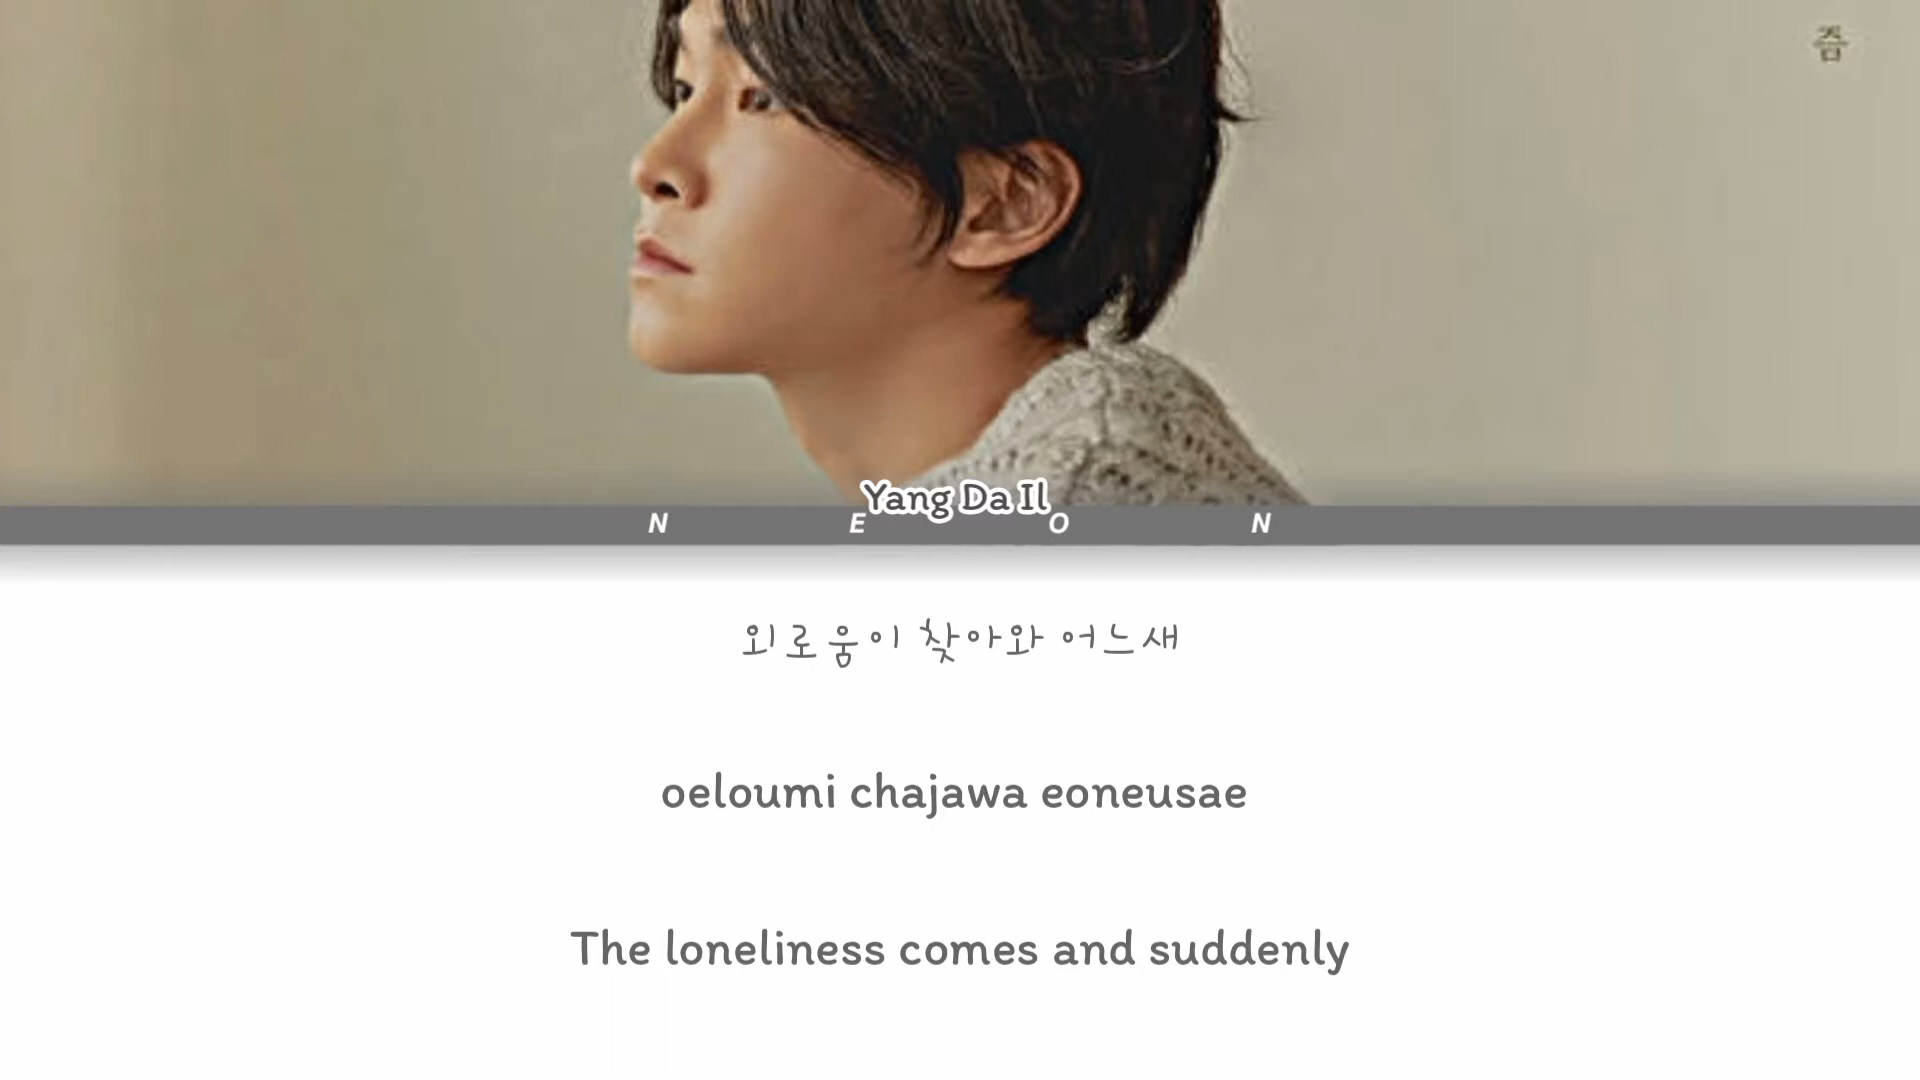 즙
Yang Da Il
N E O N
외로움이 찾아와 어느새
oeloumi chajawa eoneusae
The loneliness comes and suddenly